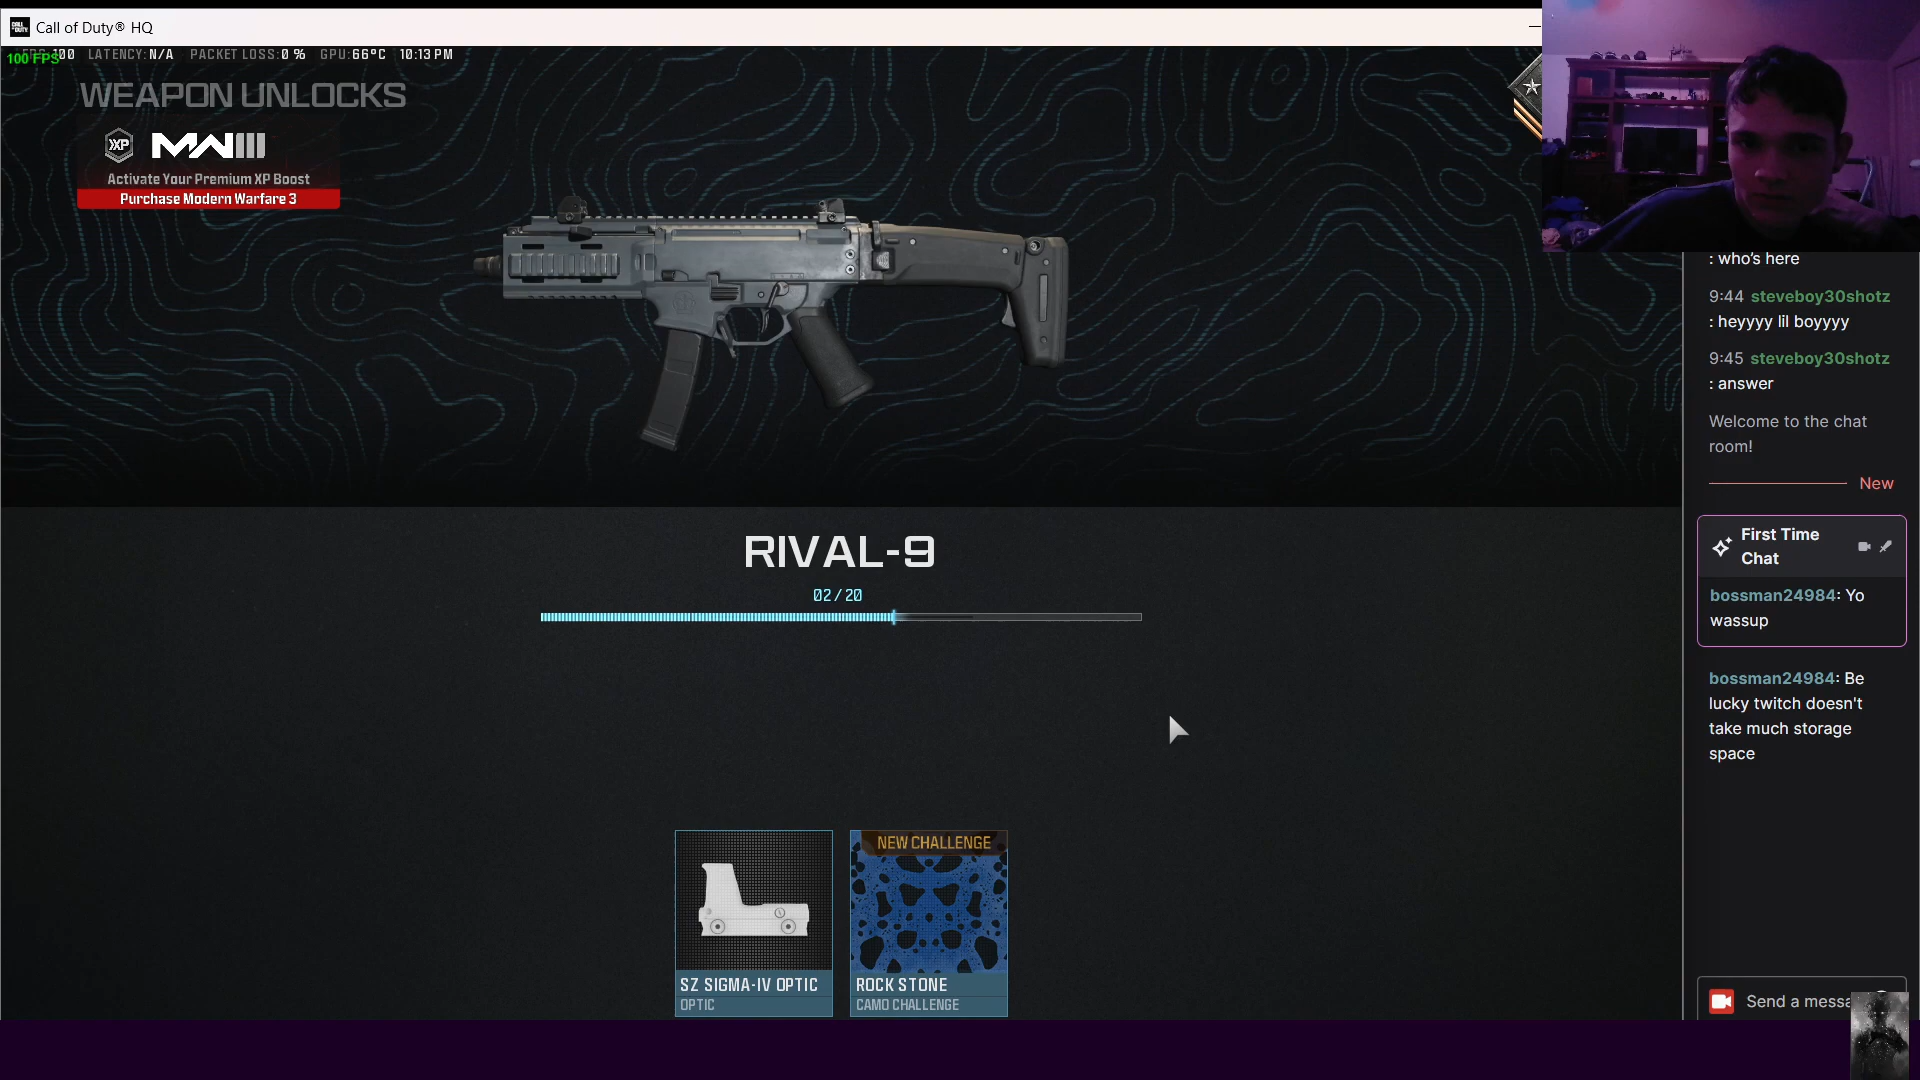 Call of Duty® HQ
100 FPS
100 LATENCY: N/A PACKET LOSS: 0 % GPU: 66°C 10:13 PM
WEAPON UNLOCKS
XP MWIII
Activate Your Premium XP Boost
Purchase Modern Warfare 3
RIVAL-9
02 / 20
SZ SIGMA-IV OPTIC
OPTIC
NEW CHALLENGE
ROCK STONE
CAMO CHALLENGE
: who's here
9:44 steveboy30shotz
: heyyyy lil boyyyy
9:45 steveboy30shotz
: answer
Welcome to the chat
room!
New
First Time
Chat
bossman24984: Yo
wassup
bossman24984: Be
lucky twitch doesn't
take much storage
space
Send a messa